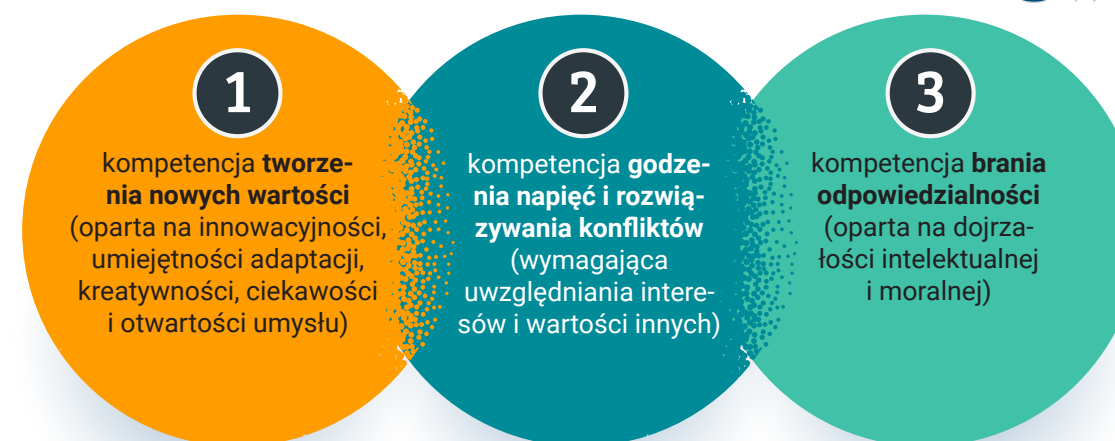 1
kompetencja tworze-
nia nowych wartości
(oparta na innowacyjności,
umiejętności adaptacji,
kreatywności, ciekawości
i otwartości umysłu)
2
kompetencja godze-
nia napięć i rozwią-
zywania konfliktów
(wymagająca
uwzględniania intere-
sów i wartości innych)
3
kompetencja brania
odpowiedzialności
(oparta na dojrza-
łości intelektualnej
i moralnej)